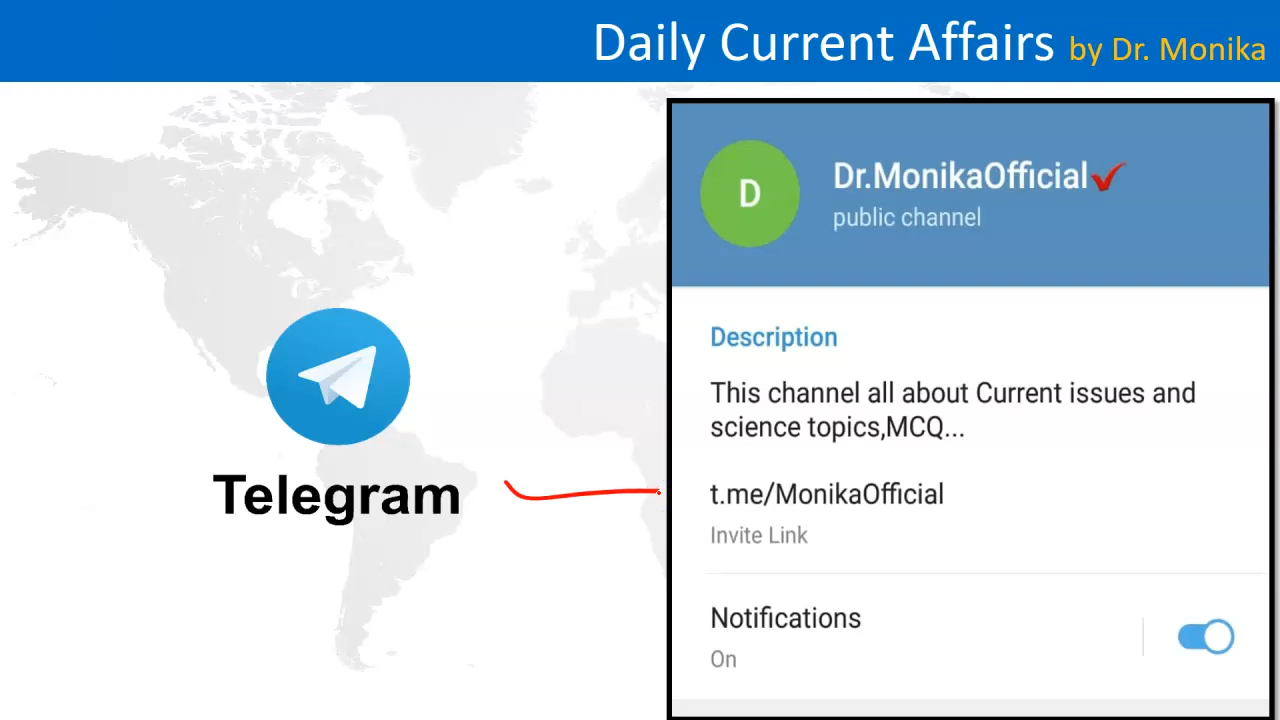 Daily Current Affairs by Dr. Monika
Telegram
D
Dr.MonikaOfficial
public channel
Description
This channel all about Current issues and
science topics,MCQ...
t.me/MonikaOfficial
Invite Link
Notifications
On